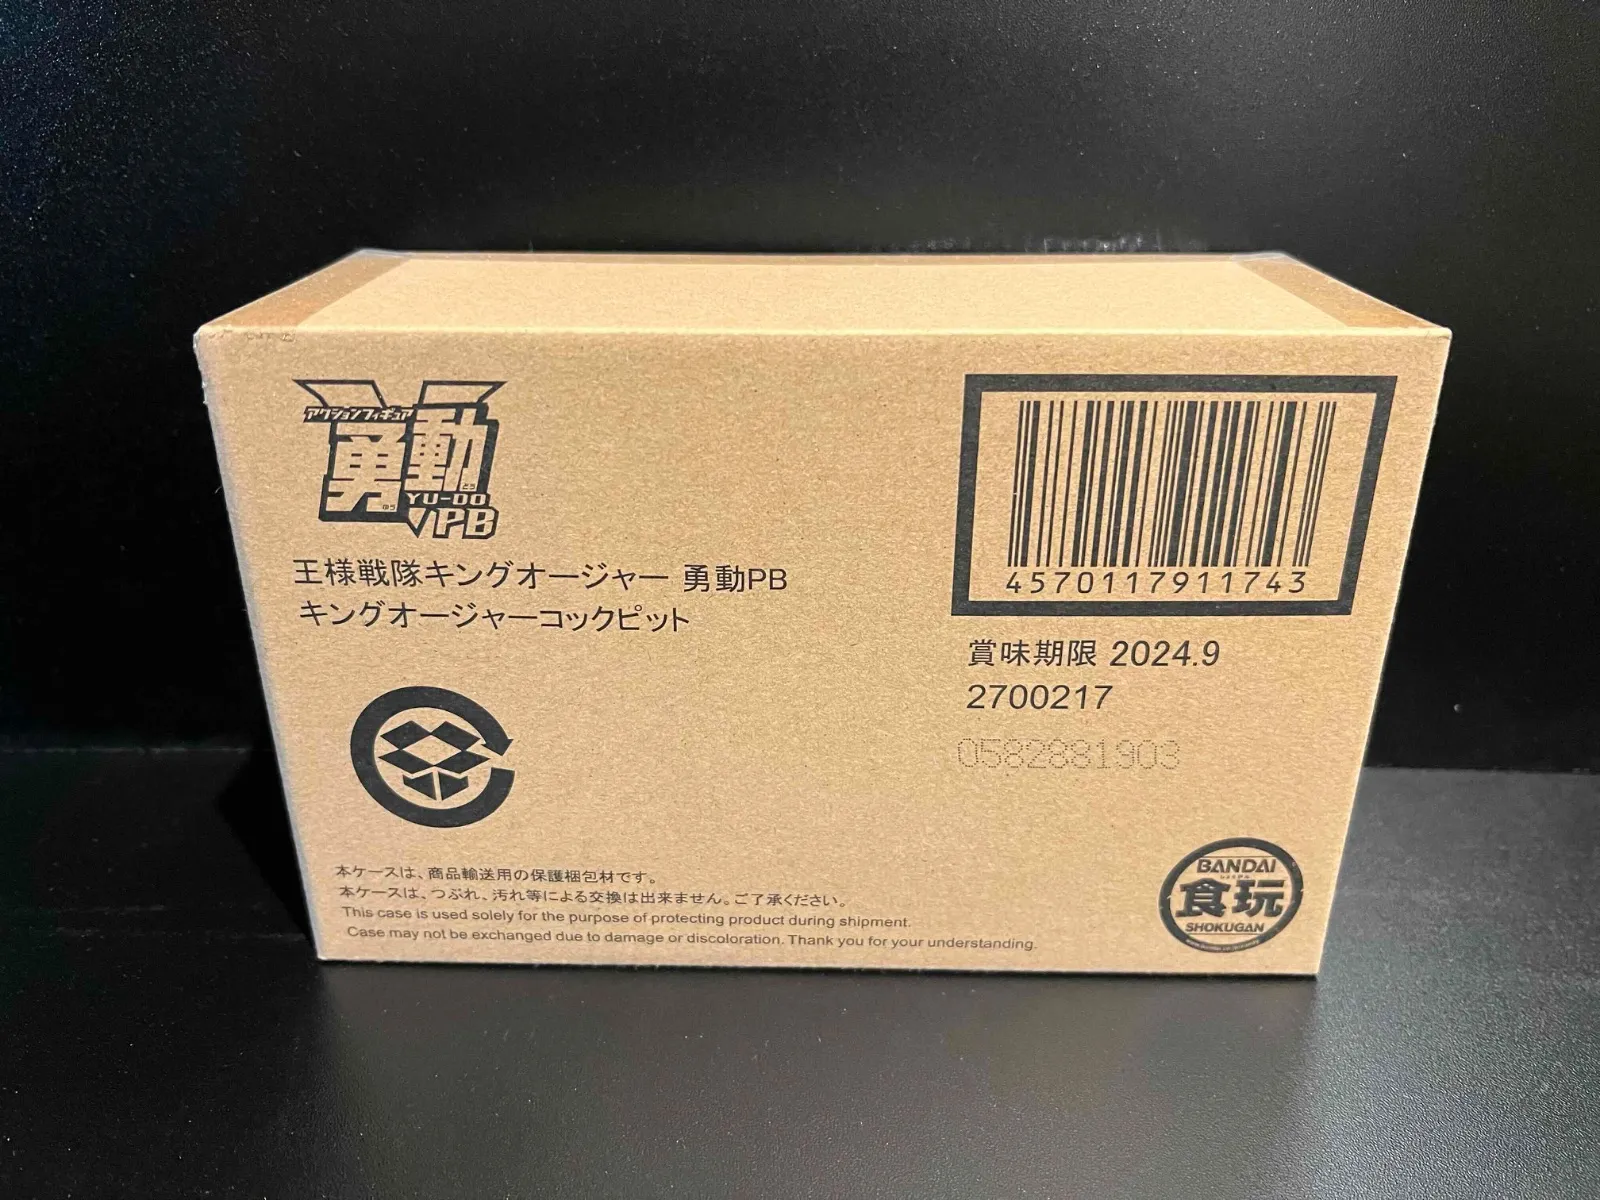 アクションフィギュア
勇動
ゆう
どう
YU-DO
PB
王様戦隊キングオージャー 勇動PB
キングオージャーコックピット
4570117911743
賞味期限 2024.9
2700217
0582881903
本ケースは、商品輸送用の保護梱包材です。
本ケースは、つぶれ、汚れ等による交換は出来ません。ご了承ください。
This case is used solely for the purpose of protecting product during shipment.
Case may not be exchanged due to damage or discoloration. Thank you for your understanding.
BANDAI
食玩
SHOKUGAN